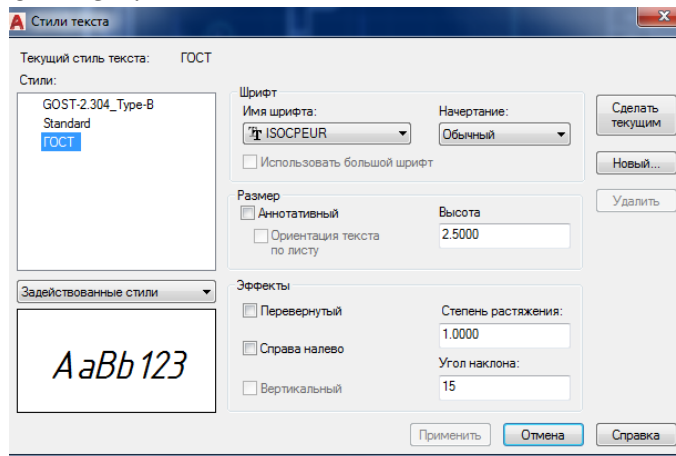 Стили текста
Текущий стиль текста: ГОСТ
Стили:
GOST-2.304_Type-B
Standard
ГОСТ
Задействованные стили
AaBb123
Шрифт
Имя шрифта:
Начертание:
ISOCPEUR
Обычный
Использовать большой шрифт
Размер
Аннотативный
Ориентация текста
по листу
Высота
2.5000
Эффекты
Перевернутый
Справа налево
Вертикальный
Степень растяжения:
1.0000
Угол наклона:
15
Сделать
текущим
Новый...
Удалить
Применить
Отмена
Справка